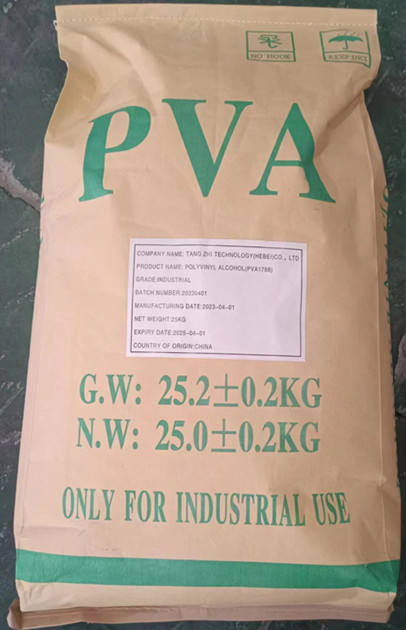 NO HOOK
KEEP DRY
PVA
COMPANY NAME: TANG ZHI TECHNOLOGY(HEBEI)CO., LTD
PRODUCT NAME: POLYVINYL ALCOHOL(PVA1788)
GRADE:INDUSTRIAL
BATCH NUMBER:20230401
MANUFACTURING DATE:2023-04-01
NET WEIGHT:25KG
EXPIRY DATE:2025-04-01
COUNTRY OF ORIGIN:CHINA
G.W: 25.2±0.2KG
N.W: 25.0±0.2KG
ONLY FOR INDUSTRIAL USE